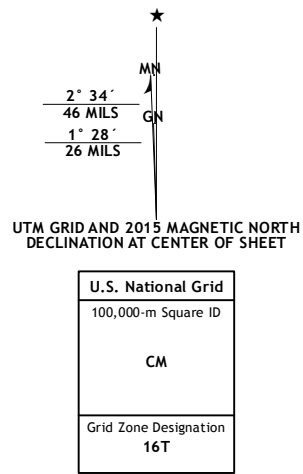 MN
2° 34´
46 MILS
GN
1° 28´
26 MILS
UTM GRID AND 2015 MAGNETIC NORTH
DECLINATION AT CENTER OF SHEET
U.S. National Grid
100,000-m Square ID
CM
Grid Zone Designation
16T